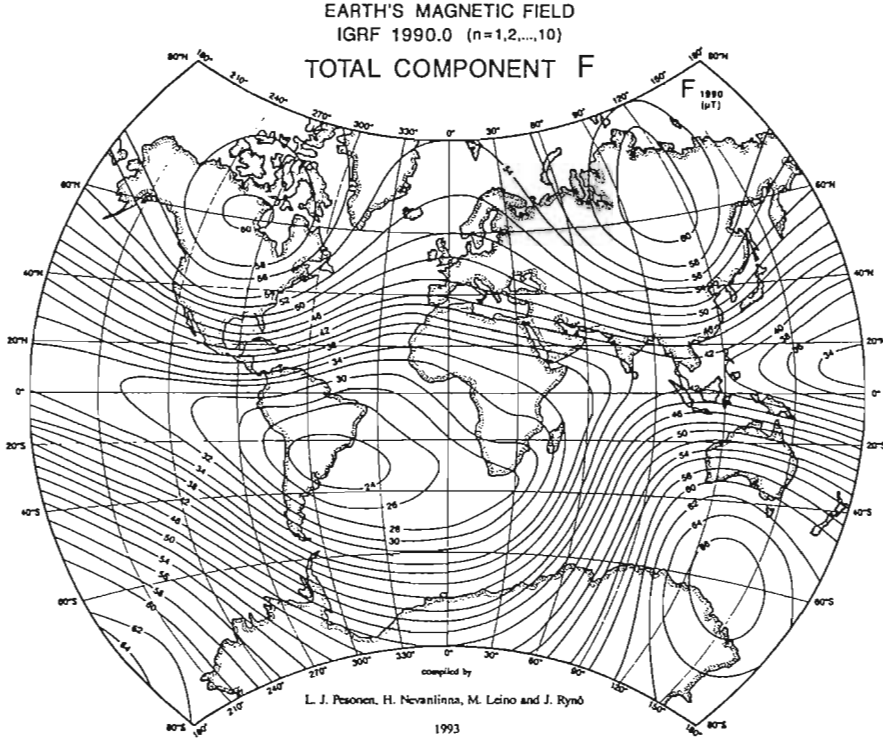 EARTH'S MAGNETIC FIELD
IGRF 1990.0 (n=1,2,...,10)
TOTAL COMPONENT F
F 1990
(μT)
80°N 180° 210° 240° 270° 300° 330° 0° 30° 60° 90° 120° 150° 180° 80°N
60°N 60°N
40°N 40°N
20°N 20°N
0° 0°
20°S 20°S
40°S 40°S
60°S 60°S
80°S 180° 210° 240° 270° 300° 330° 0° 30° 60° 90° 150° 180° 80°S
54
60 60
58 58
56 56
52 50
50
48
42 42
34
30
32
34
38
42
46
50
54
56
58
60
62
64
24
26
28
30
46
50
54
56
60
62
64
66
34
compiled by
L. J. Pesonen, H. Nevanlinna, M. Leino and J. Rynö
1993